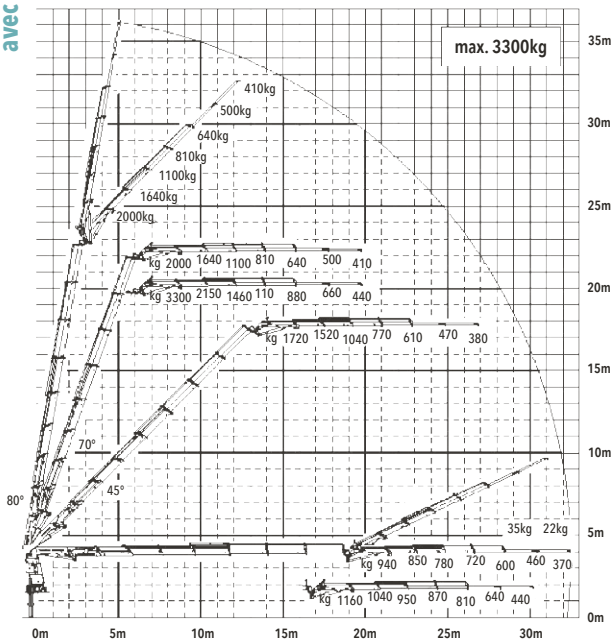 avec
35m
max. 3300kg
410kg
500kg
30m
640kg
810kg
1100kg
1640kg
25m
2000kg
kg 2000 1640 1100 810 640 500 410
20m
kg 3300 2150 1460 110 880 660 440
kg 1720 1520 1040 770 610 470 380
15m
70° 10m
80° 45°
35kg 22kg 5m
kg 940 850 780 720 600 460 370
kg 1160 1040 950 870 810 640 440
0m
0m 5m 10m 15m 20m 25m 30m